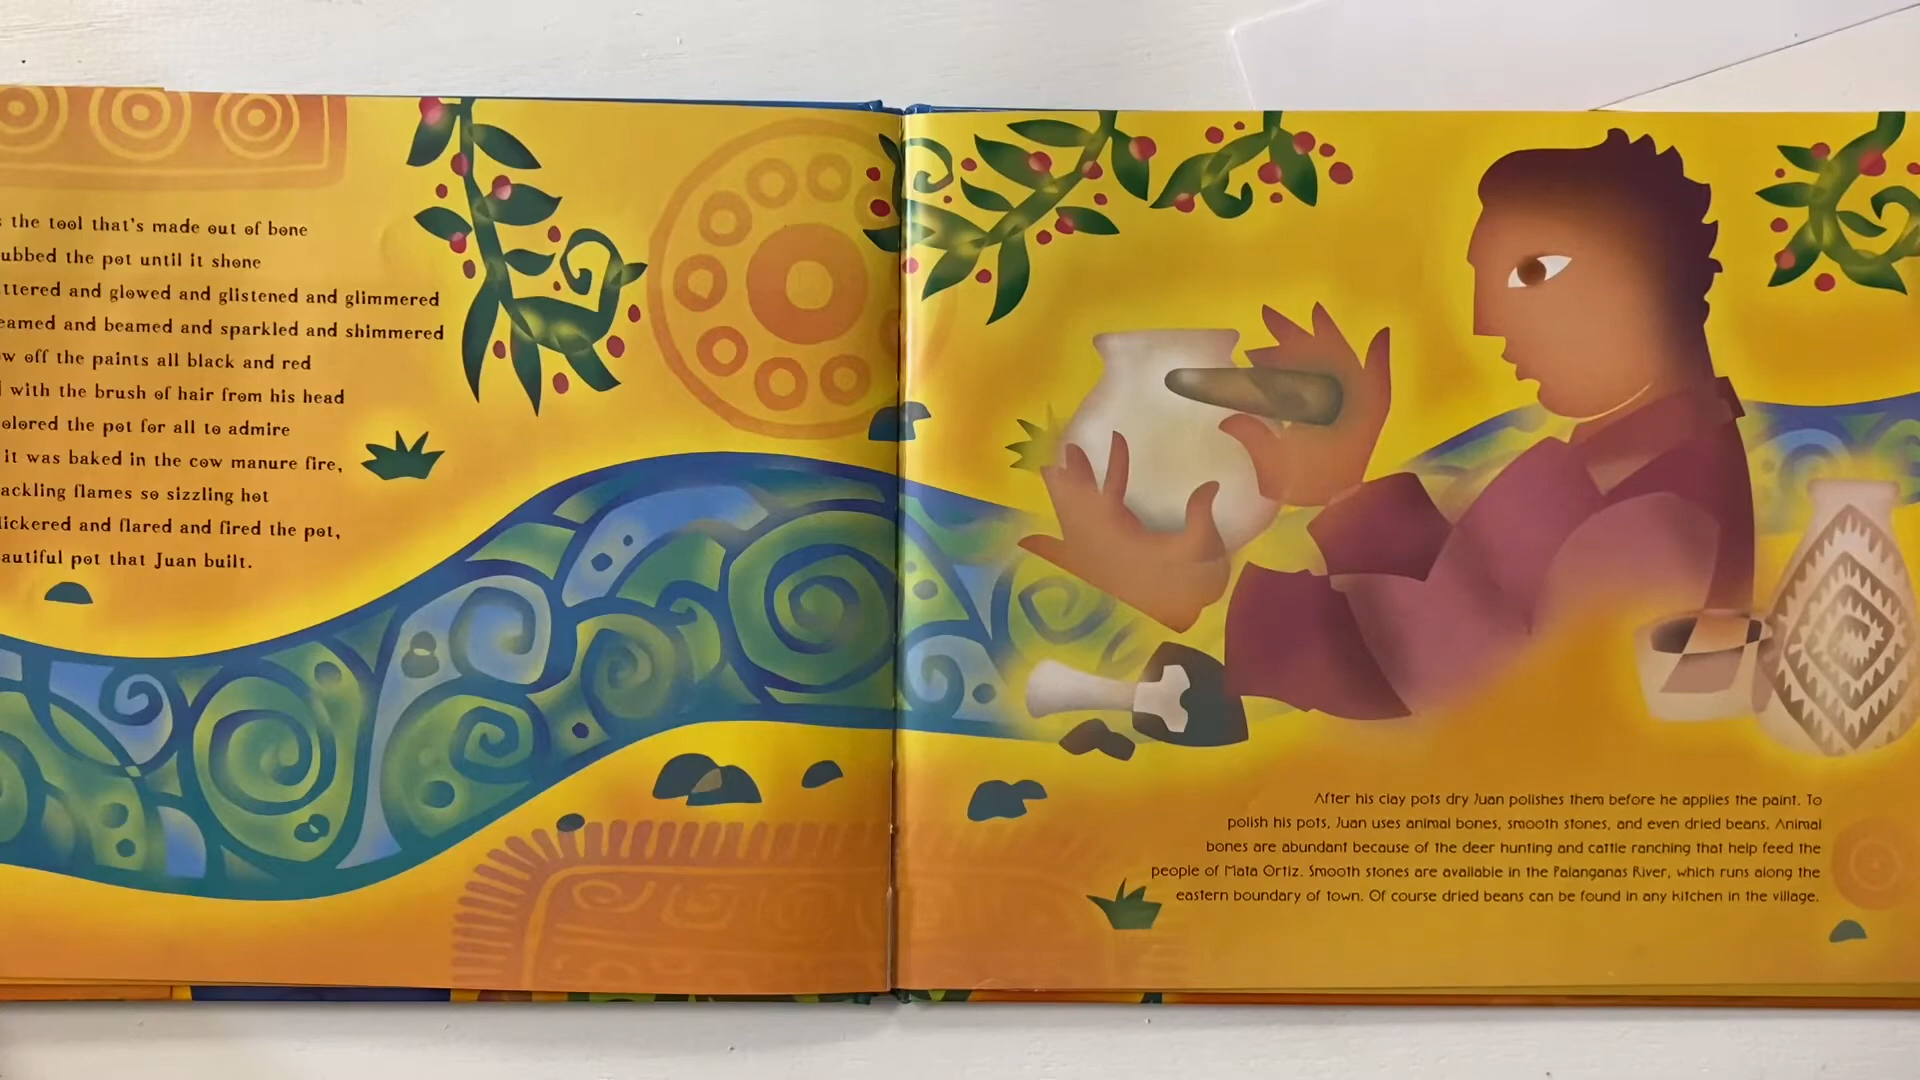 the tool that's made out of bone
the pot until it shone
and glowed and glistened and glimmered
and beamed and sparkled and shimmered
off the paints all black and red
with the brush of hair from his head
the pot for all to admire
it was baked in the cow manure fire,
flames so sizzling hot
and flared and fired the pot,
pot that Juan built.
After his clay pots dry Juan polishes them before he applies the paint. To
polish his pots, Juan uses animal bones, smooth stones, and even dried beans. Animal
bones are abundant because of the deer hunting and cattle ranching that help feed the
people of Mata Ortiz. Smooth stones are available in the Palanganas River, which runs along the
eastern boundary of town. Of course dried beans can be found in any kitchen in the village.